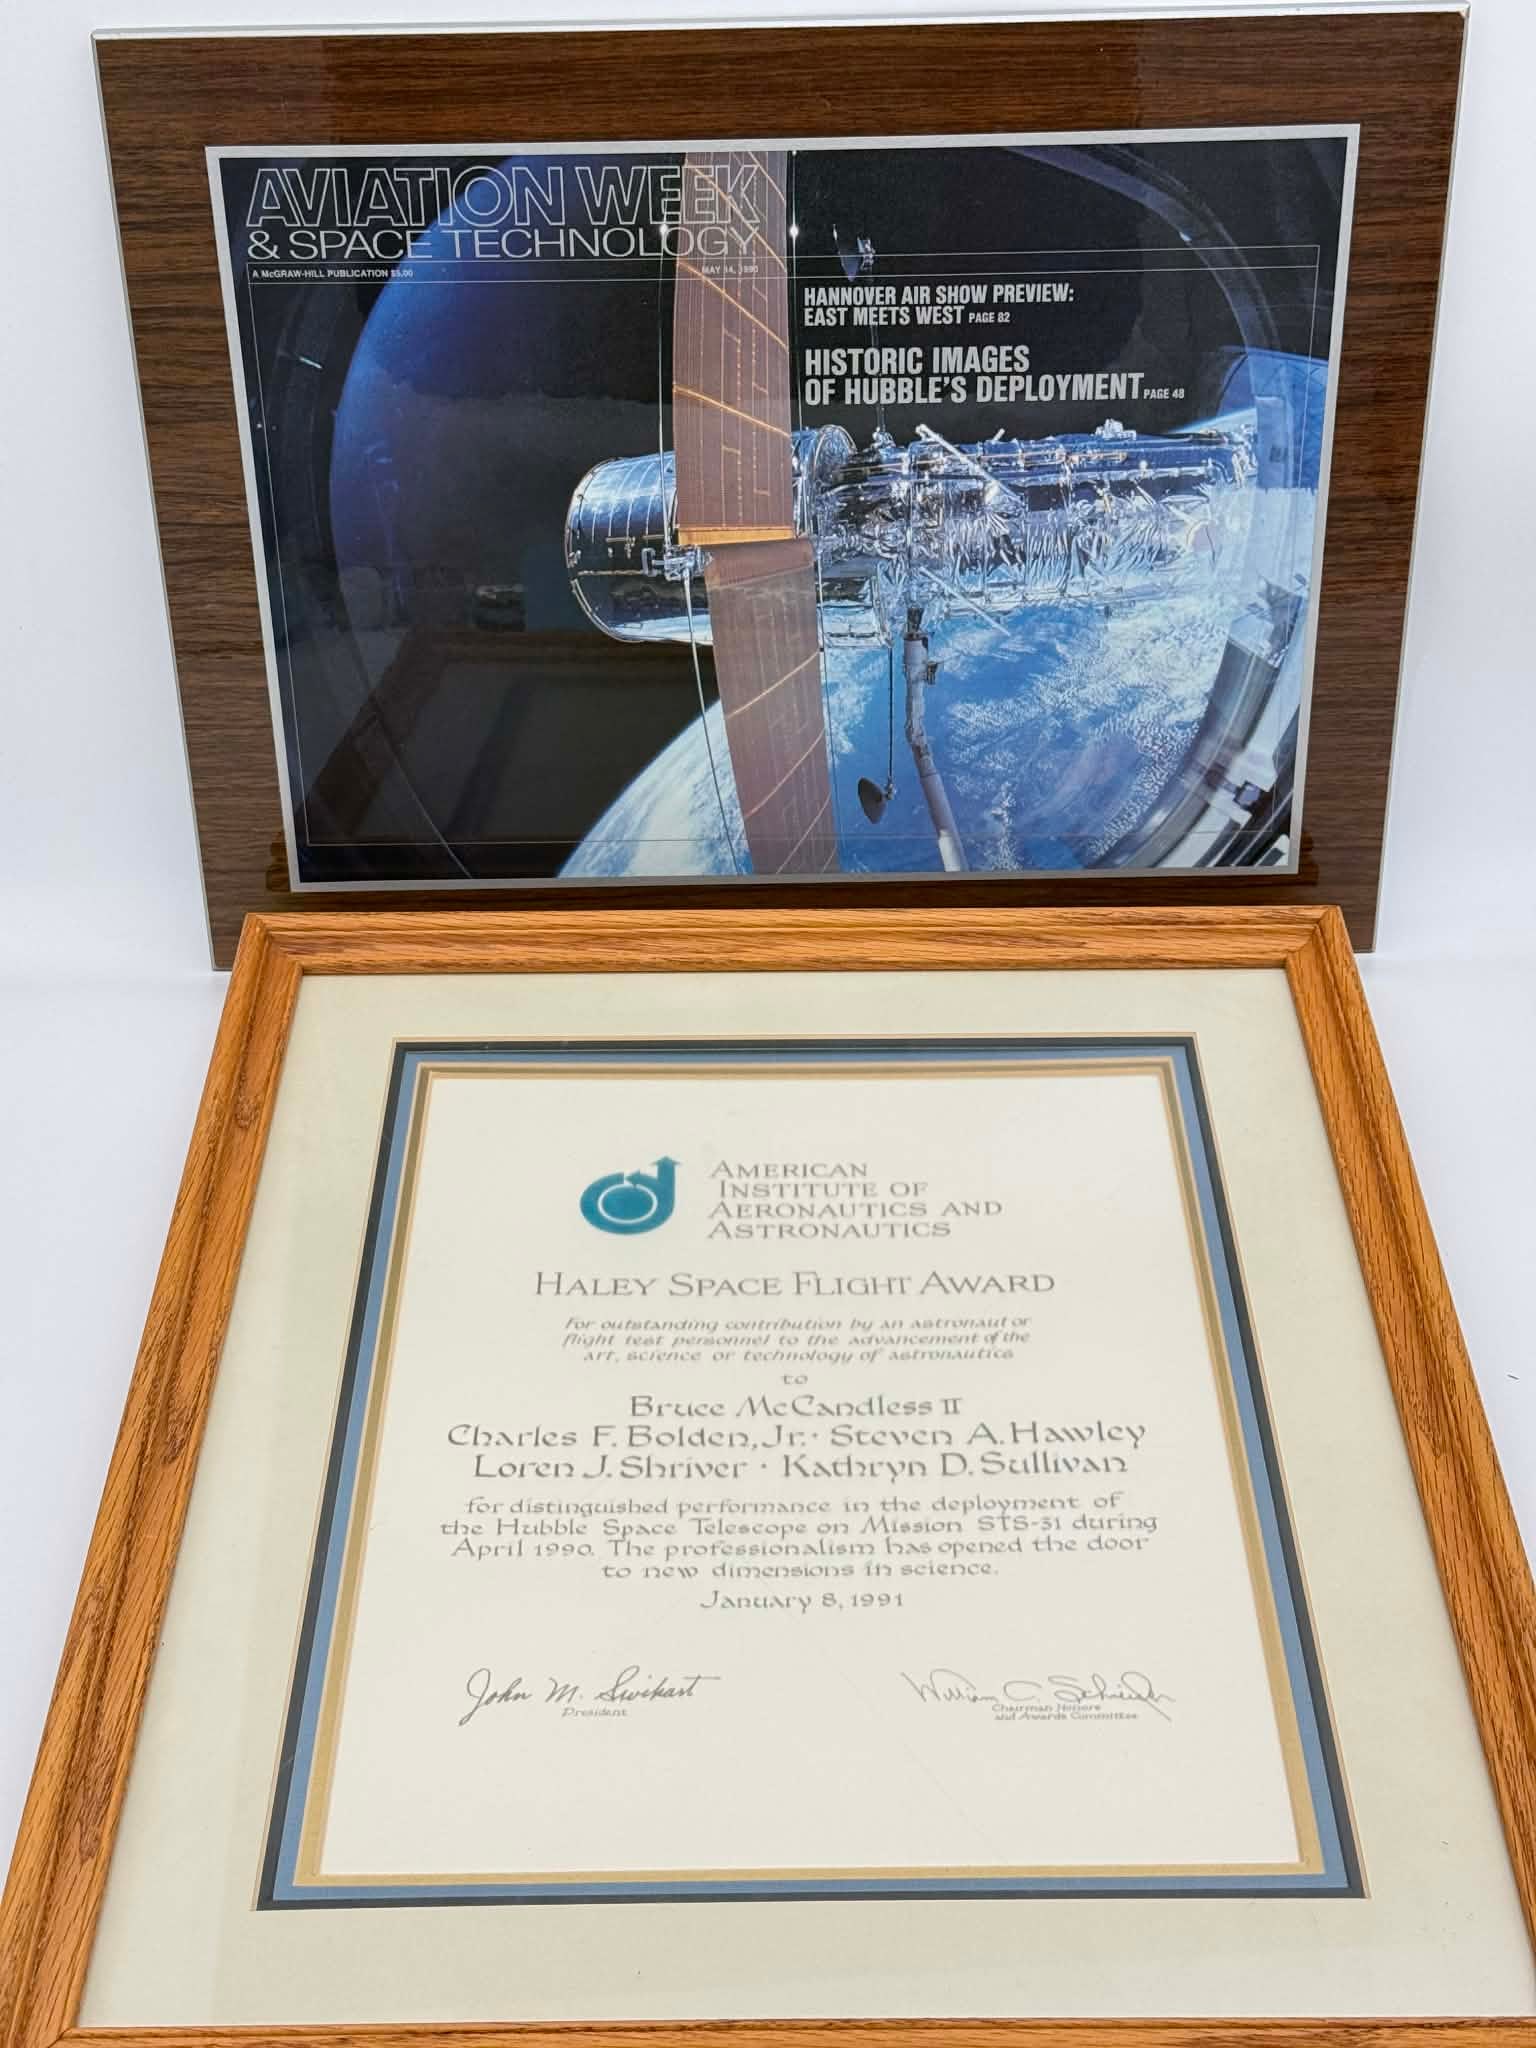 AVIATION WEEK
& SPACE TECHNOLOGY
A McGRAW-HILL PUBLICATION $5.00
MAY 14, 1990
HANNOVER AIR SHOW PREVIEW:
EAST MEETS WEST PAGE 82
HISTORIC IMAGES
OF HUBBLE'S DEPLOYMENT PAGE 48
AMERICAN
INSTITUTE OF
AERONAUTICS AND
ASTRONAUTICS
HALEY SPACE FLIGHT AWARD
For outstanding contribution by an astronaut or
flight test personnel to the advancement of the
art, science or technology of astronautics
to
Bruce McCandless II
Charles F. Bolden, Jr. · Steven A. Hawley
Loren J. Shriver · Kathryn D. Sullivan
for distinguished performance in the deployment of
the Hubble Space Telescope on Mission STS-31 during
April 1990. The professionalism has opened the door
to new dimensions in science.
January 8, 1991
John M. Swihart
President
William C. Schneider
Chairman Honors
and Awards Committee